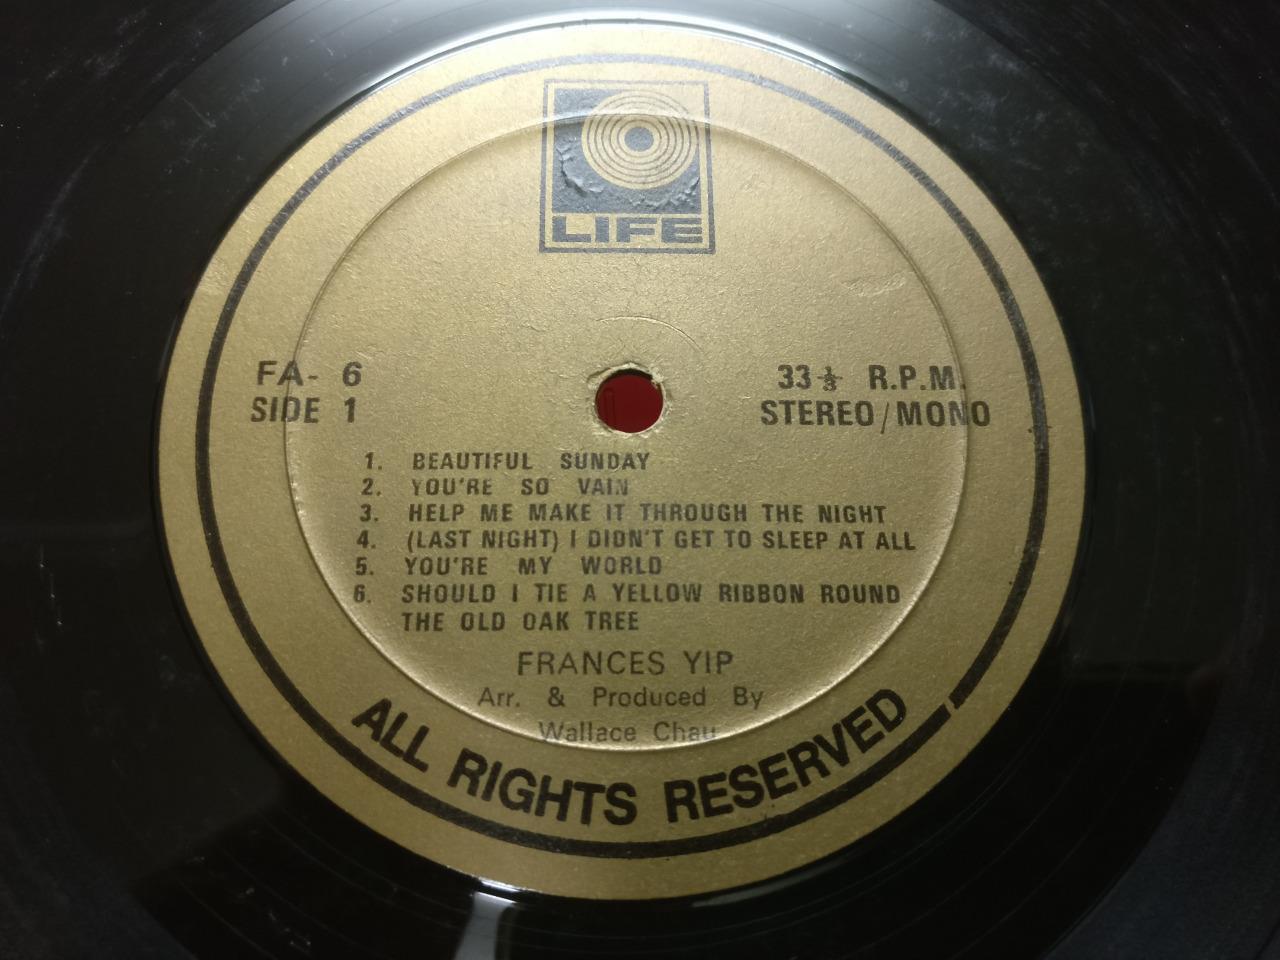 LIFE
FA- 6
SIDE 1
33⅓ R.P.M.
STEREO/MONO
1. BEAUTIFUL SUNDAY
2. YOU'RE SO VAIN
3. HELP ME MAKE IT THROUGH THE NIGHT
4. (LAST NIGHT) I DIDN'T GET TO SLEEP AT ALL
5. YOU'RE MY WORLD
6. SHOULD I TIE A YELLOW RIBBON ROUND
THE OLD OAK TREE
FRANCES YIP
Arr. & Produced By
Wallace Chau
ALL RIGHTS RESERVED